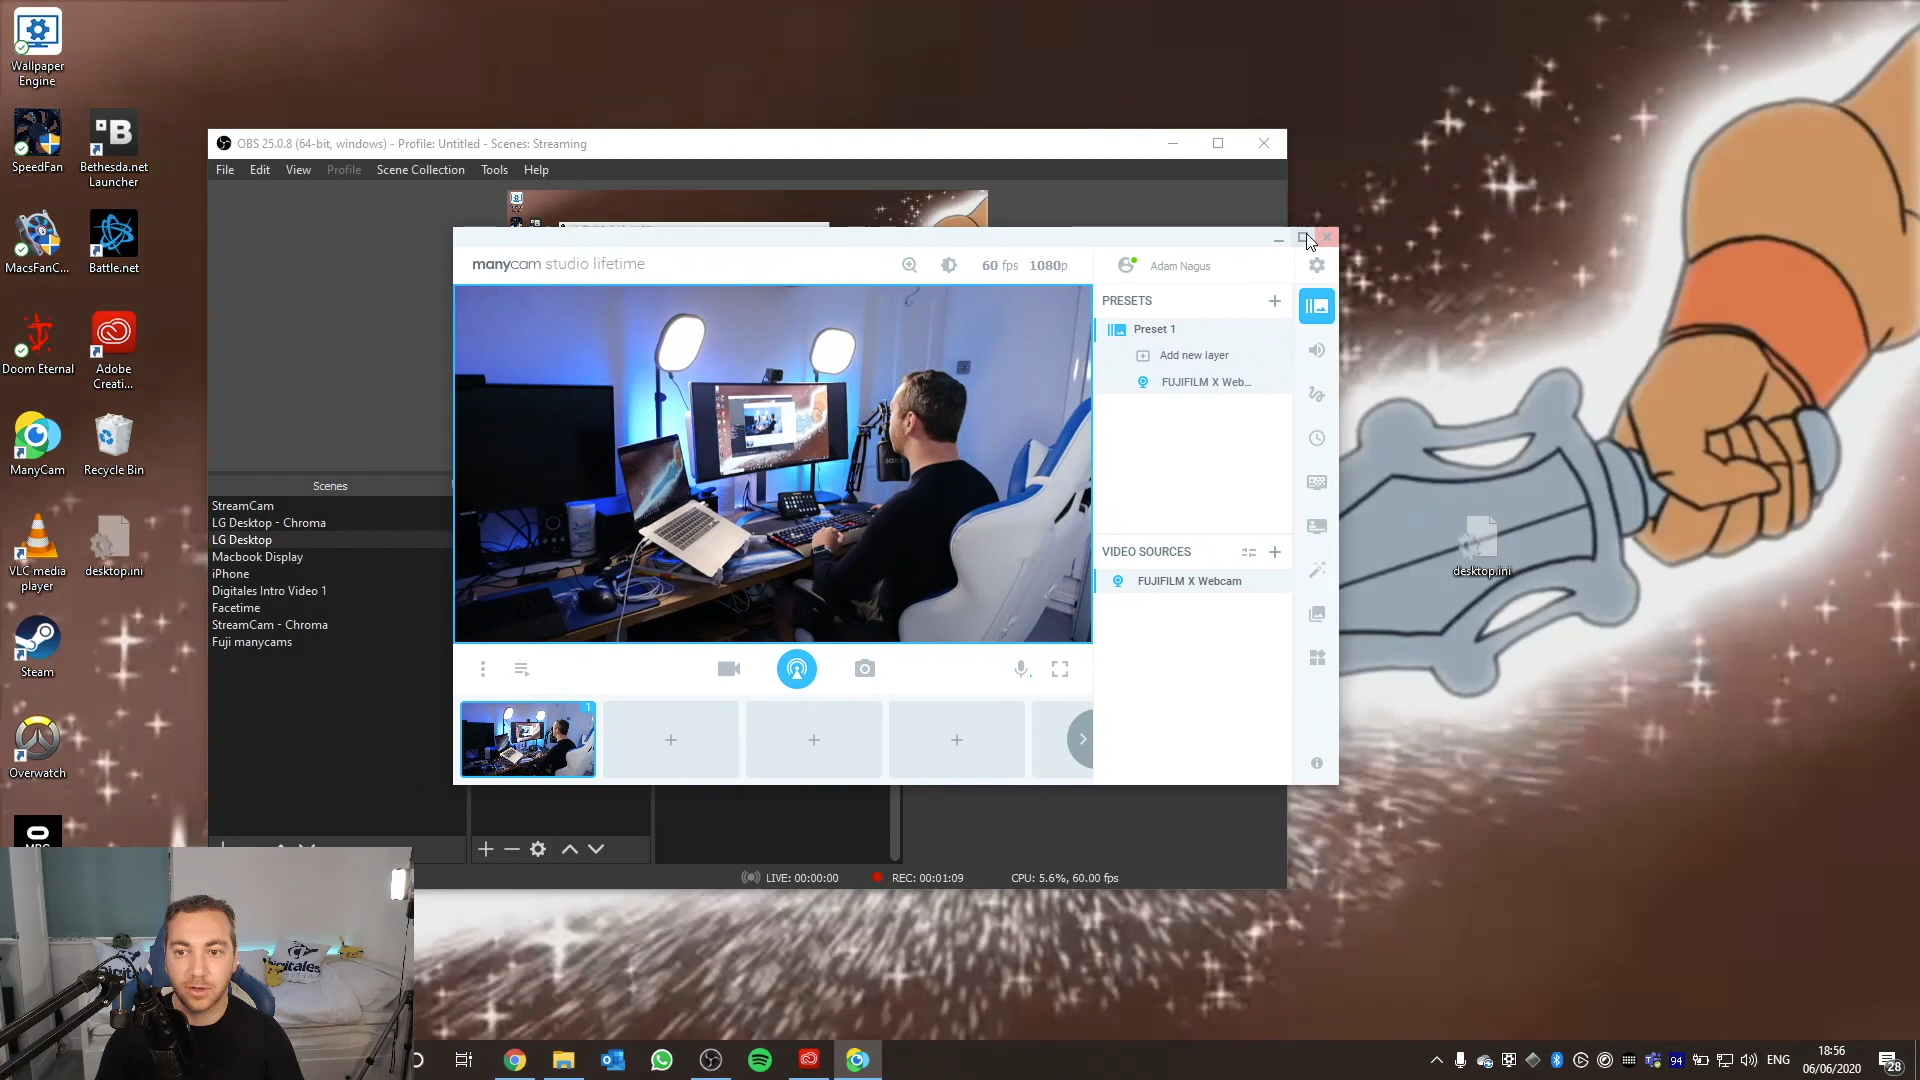 Wallpaper
Engine
SpeedFan
Bethesda.net
Launcher
MacsFanC...
Battle.net
Doom Eternal
Adobe
Creati...
ManyCam
Recycle Bin
VLC media
player
desktop.ini
Steam
Overwatch
OBS 25.0.8 (64-bit, windows) - Profile: Untitled - Scenes: Streaming
File Edit View Profile Scene Collection Tools Help
manycam studio lifetime
60 fps 1080p
Adam Nagus
PRESETS
Preset 1
Add new layer
FUJIFILM X Web...
VIDEO SOURCES
FUJIFILM X Webcam
1
Scenes
StreamCam
LG Desktop - Chroma
LG Desktop
Macbook Display
iPhone
Digitales Intro Video 1
Facetime
StreamCam - Chroma
Fuji manycams
LIVE: 00:00:00
REC: 00:01:09
CPU: 5.6%, 60.00 fps
desktop.ini
94
ENG
18:56
06/06/2020
28